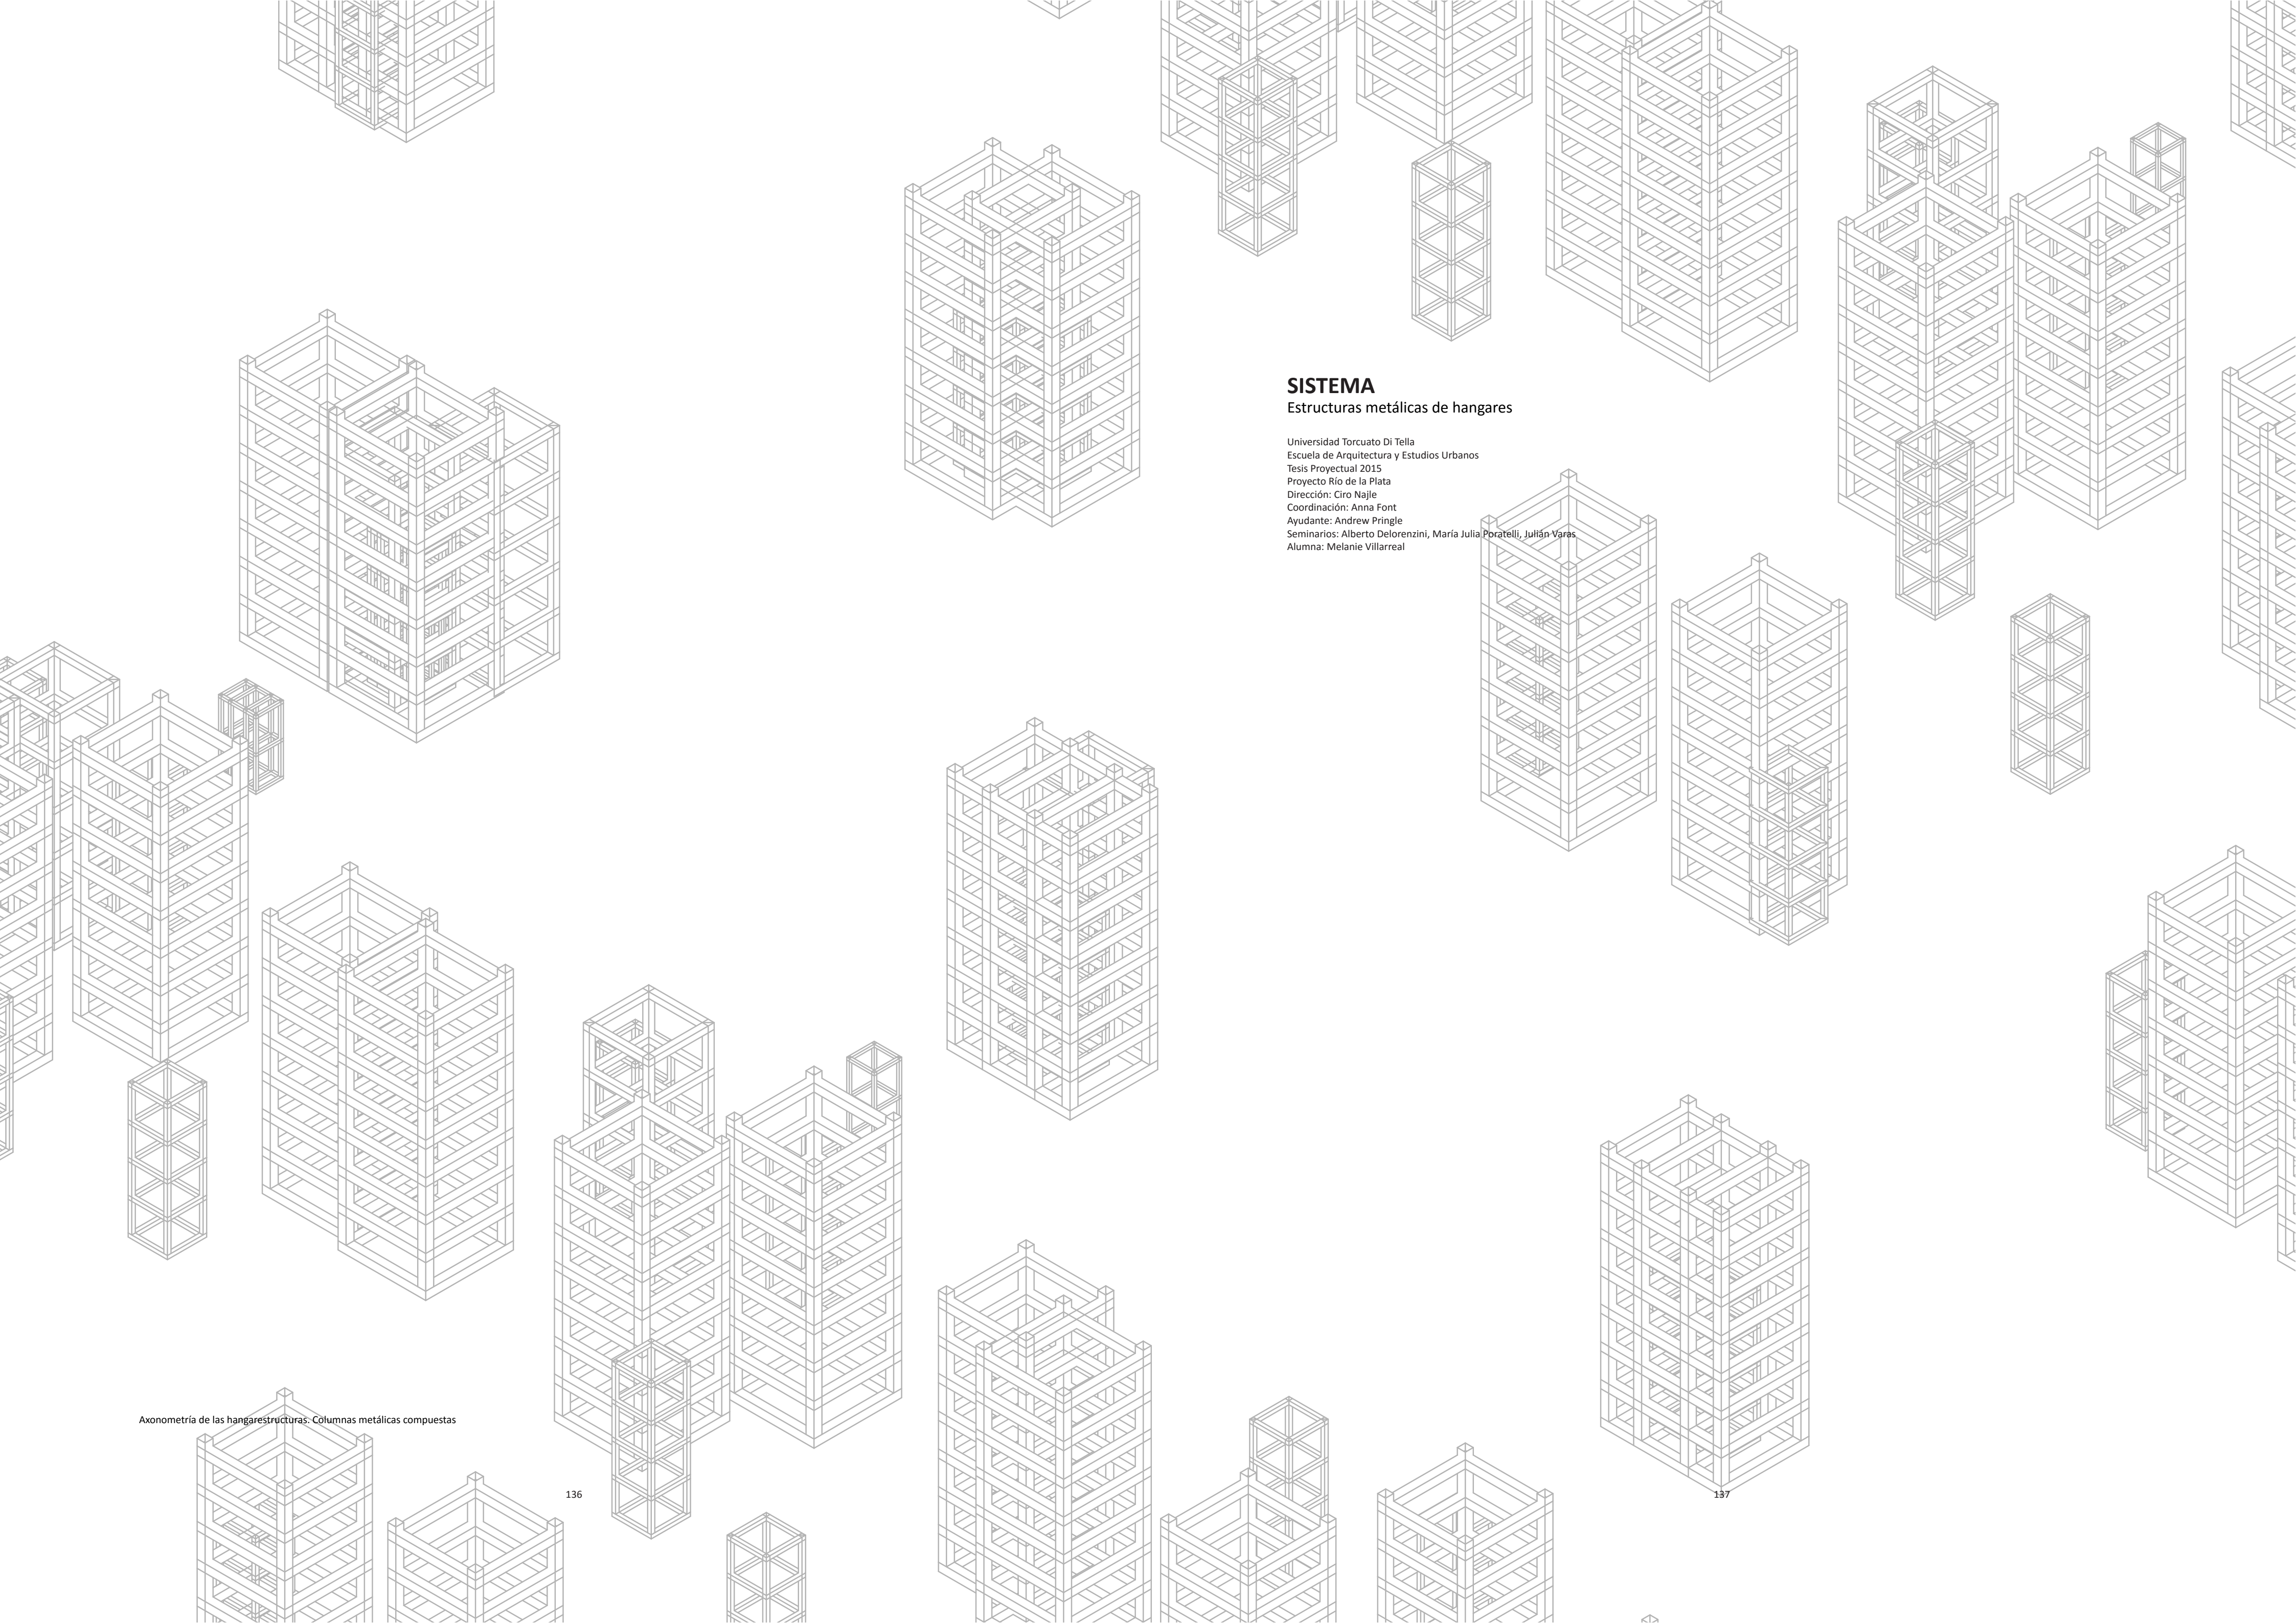 SISTEMA
Estructuras metálicas de hangares
Universidad Torcuato Di Tella
Escuela de Arquitectura y Estudios Urbanos
Tesis Proyectual 2015
Proyecto Río de la Plata
Dirección: Ciro Najle
Coordinación: Anna Font
Ayudante: Andrew Pringle
Seminarios: Alberto Delorenzini, María Julia Poratelli, Julián Varas
Alumna: Melanie Villarreal
Axonometría de las hangarestructuras. Columnas metálicas compuestas
136
137